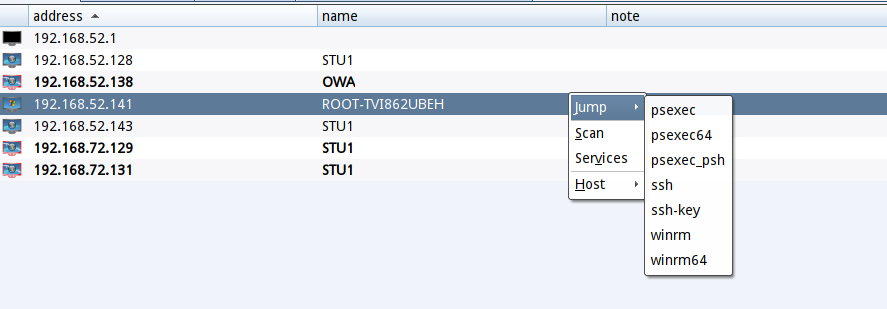 address name note
192.168.52.1
192.168.52.128 STU1
192.168.52.138 OWA
192.168.52.141 ROOT-TVI862UBEH
192.168.52.143 STU1
192.168.72.129 STU1
192.168.72.131 STU1
Jump
Scan
Services
Host
psexec
psexec64
psexec_psh
ssh
ssh-key
winrm
winrm64